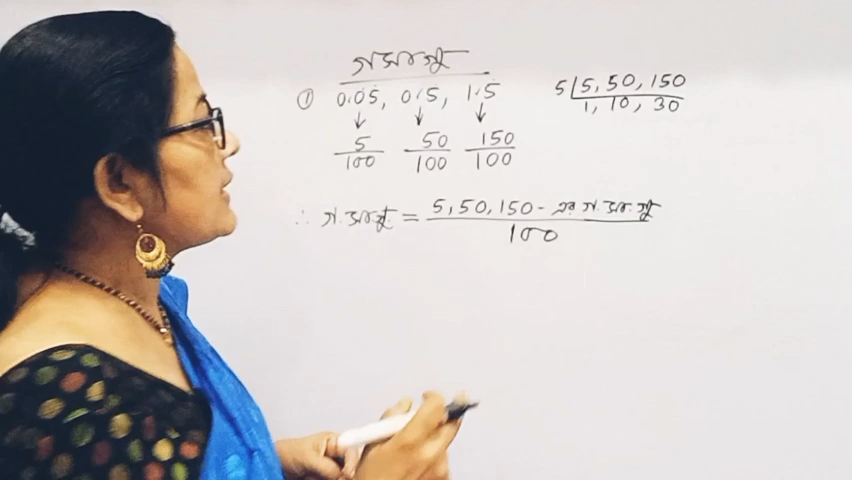 গ সা গু
① 0.05, 0.5, 1.5
↓ ↓ ↓
5/100 50/100 150/100
5 | 5, 50, 150
1, 10, 30
∴ গ.সা.গু = 5, 50, 150 - এর গ.সা.গু / 100